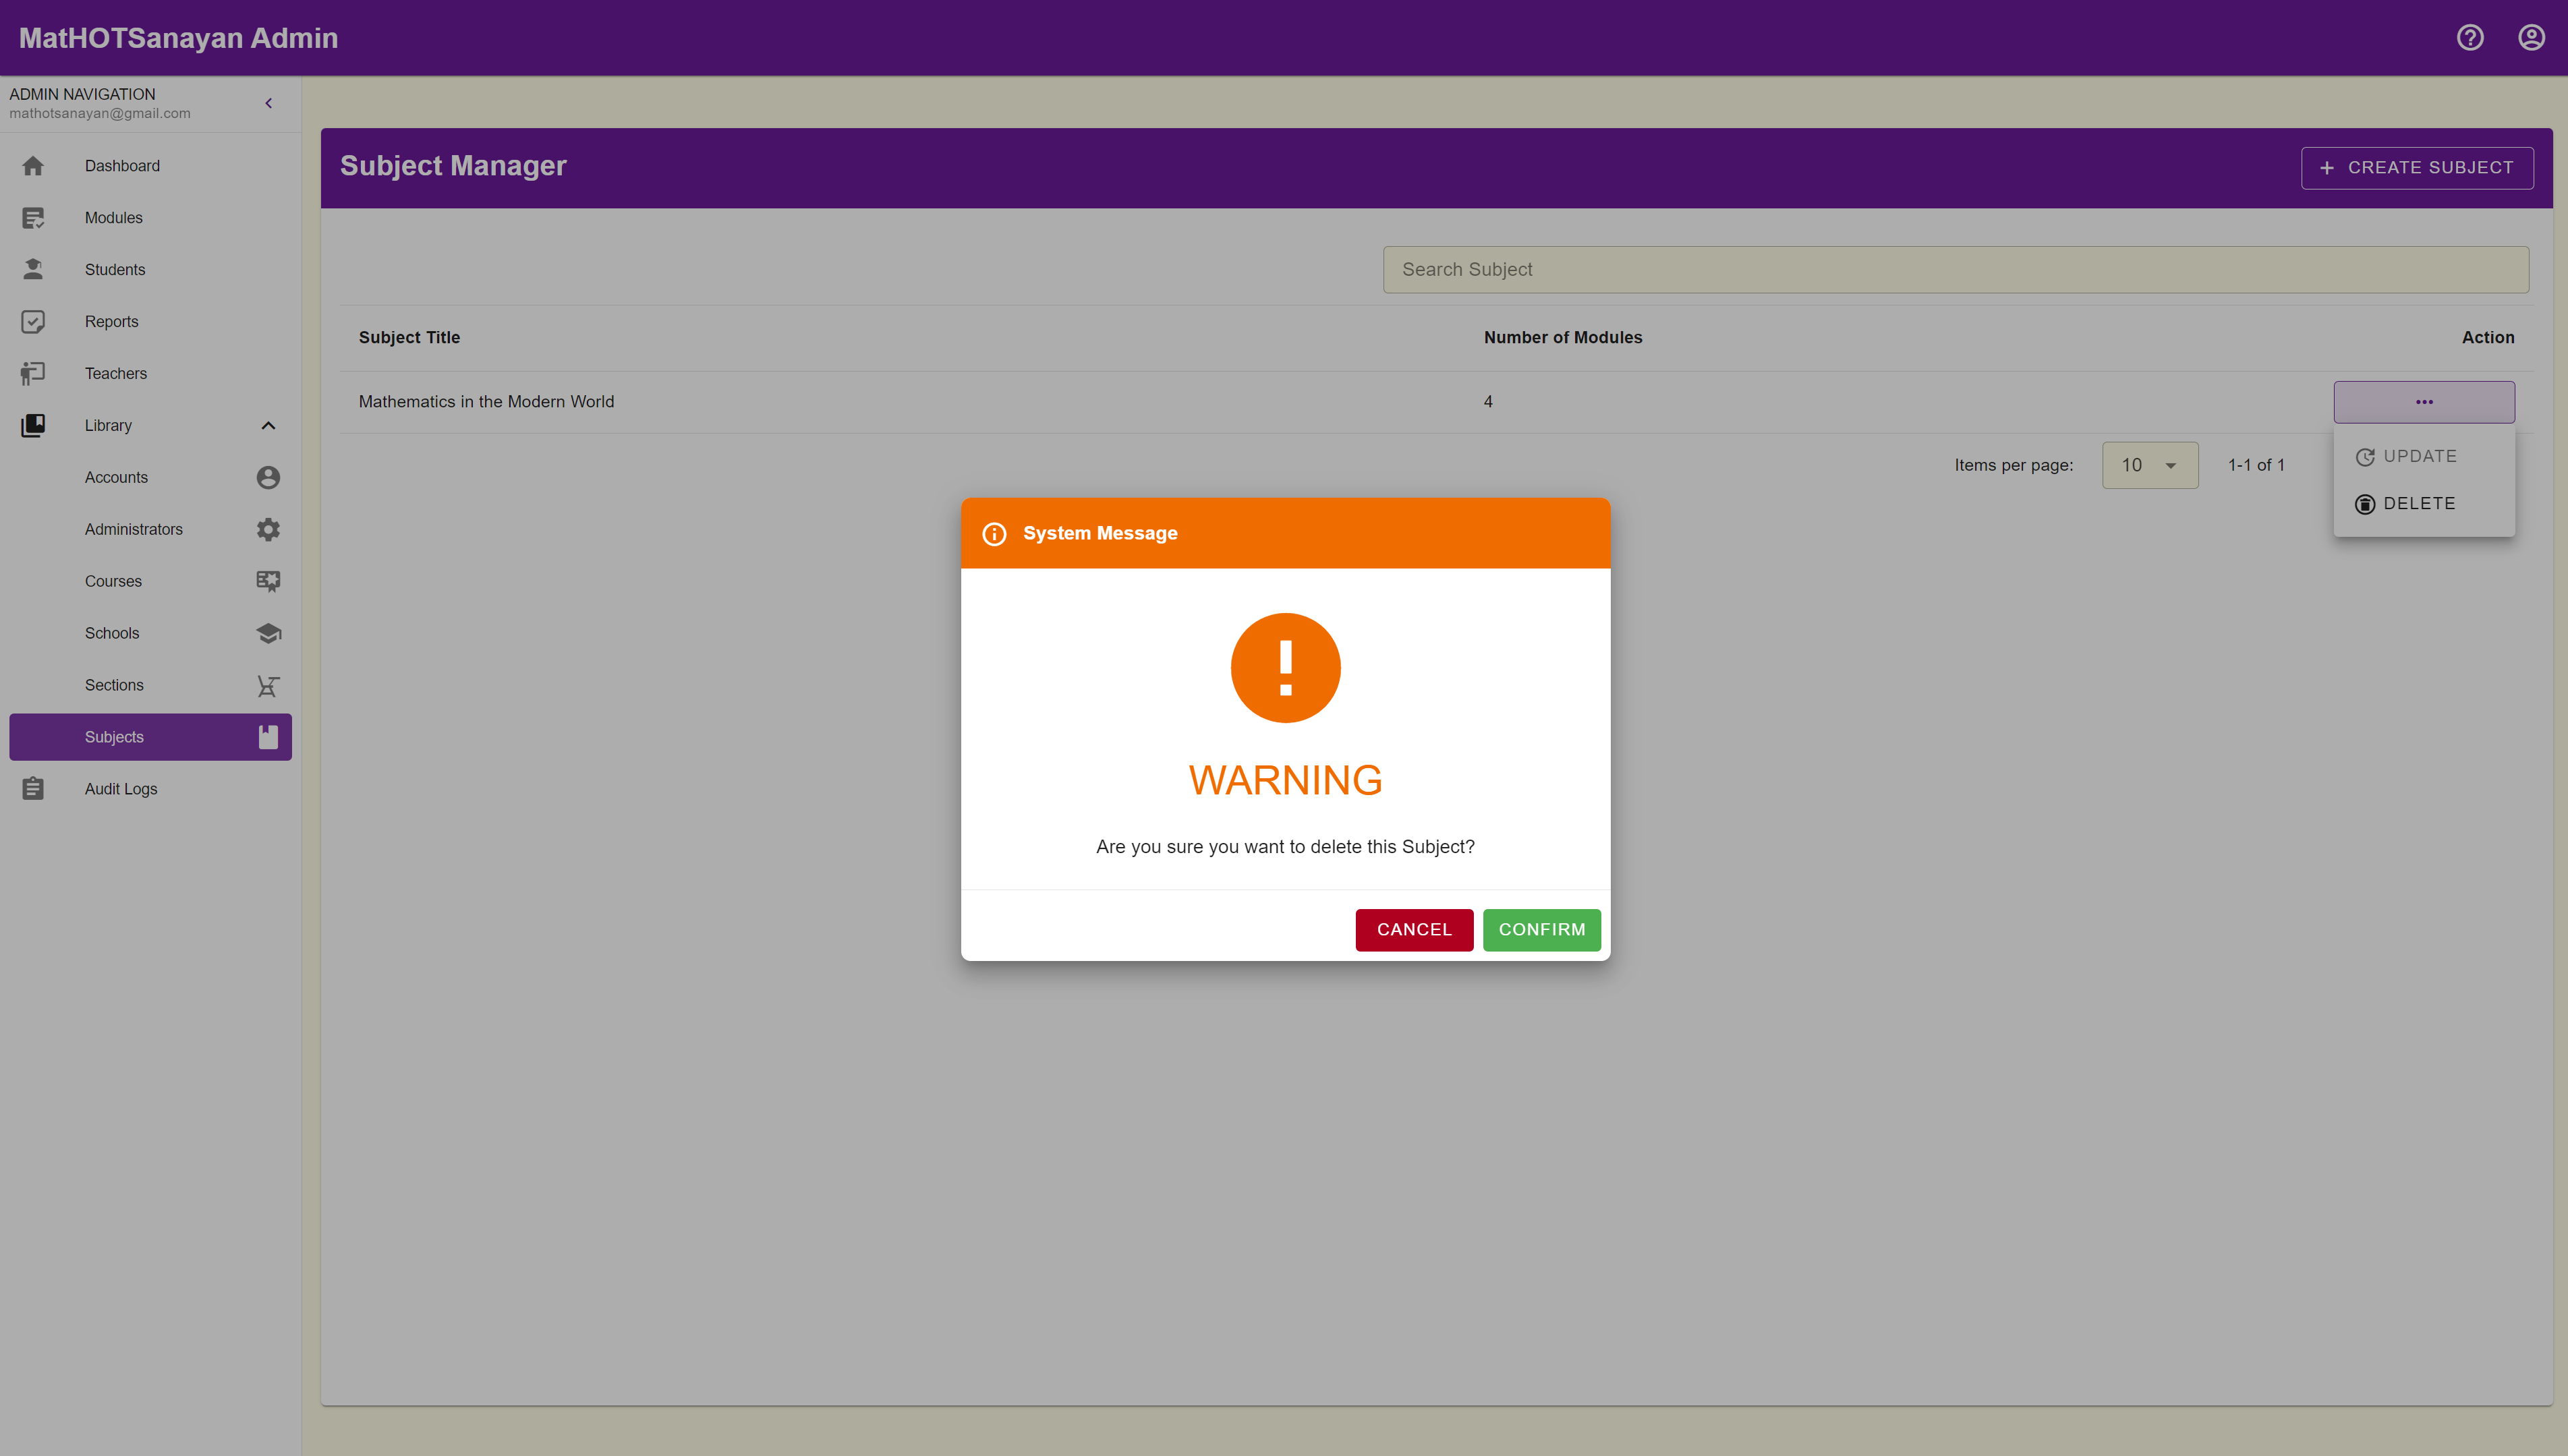 MatHOTSanayan Admin
ADMIN NAVIGATION
mathotsanayan@gmail.com
Dashboard
Modules
Students
Reports
Teachers
Library
Accounts
Administrators
Courses
Schools
Sections
Subjects
Audit Logs
Subject Manager
+ CREATE SUBJECT
Search Subject
Subject Title Number of Modules Action
Mathematics in the Modern World 4 ...
Items per page: 10 1-1 of 1
UPDATE
DELETE
System Message
WARNING
Are you sure you want to delete this Subject?
CANCEL CONFIRM